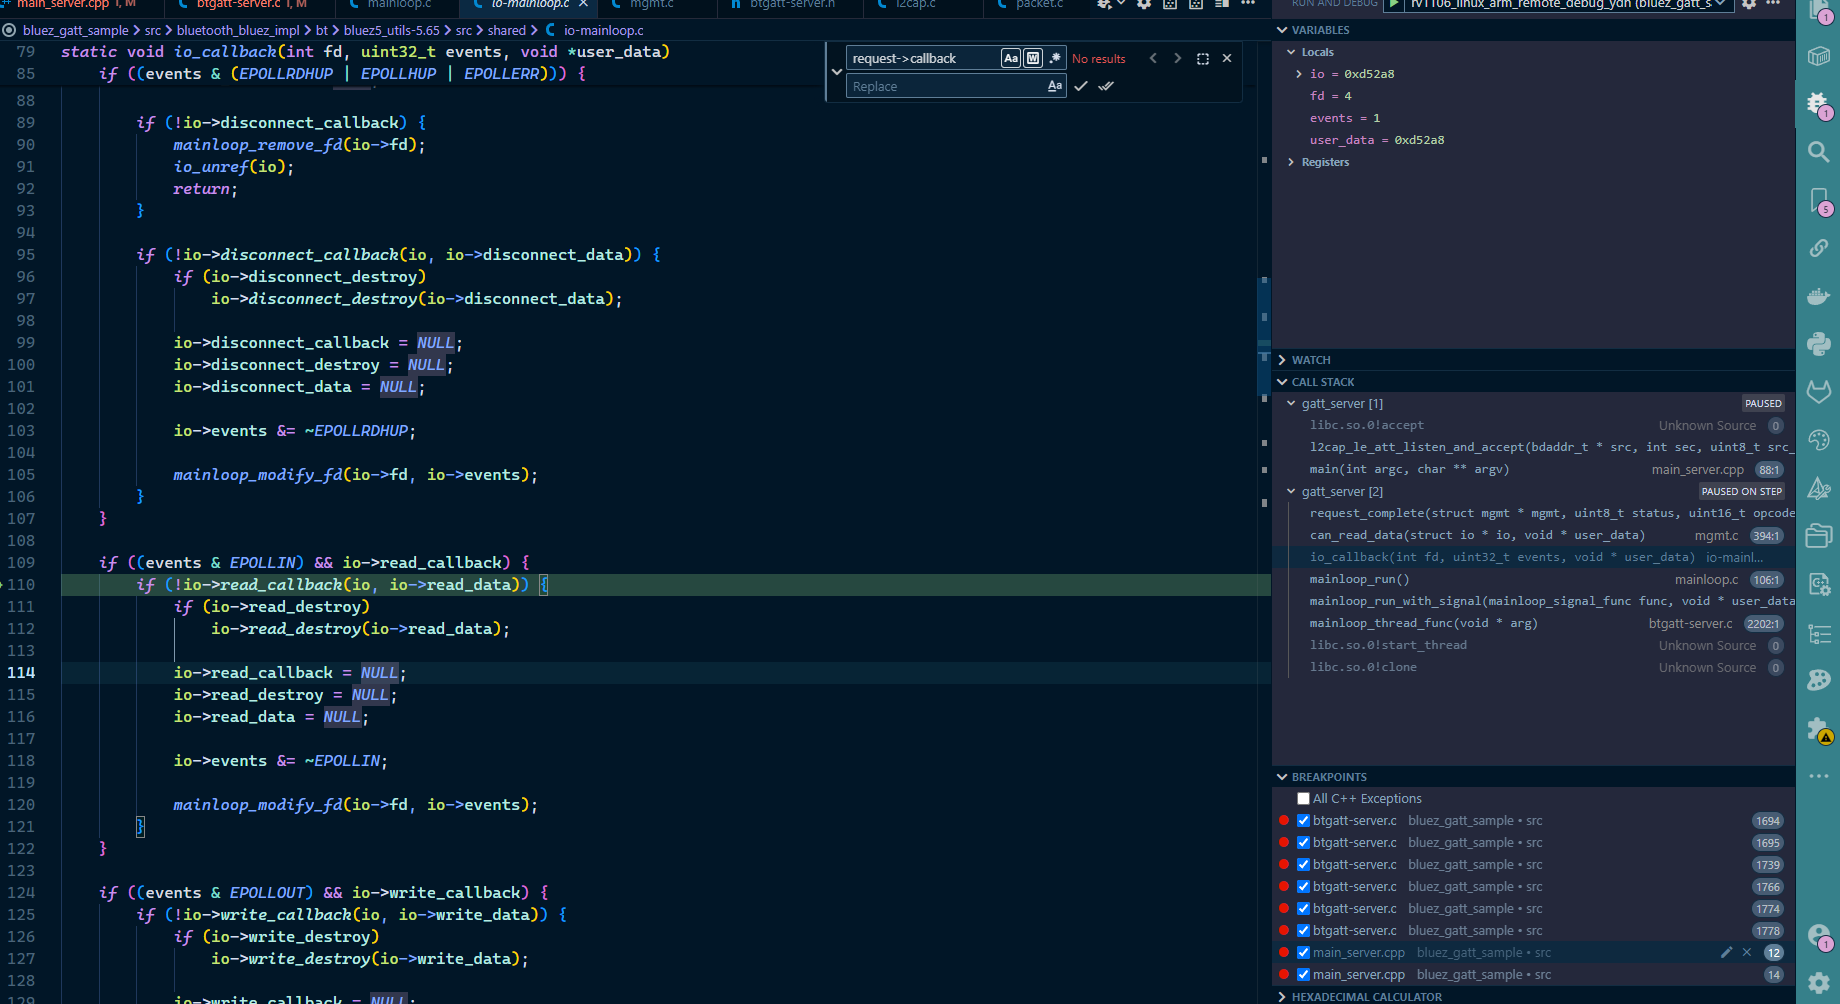 main_server.cpp 1, M
btgatt-server.c 1, M
mainloop.c
io-mainloop.c
mgmt.c
btgatt-server.h
l2cap.c
packet.c
RUN AND DEBUG
rv1106_linux_arm_remote_debug_ydh (bluez_gatt_s
bluez_gatt_sample > src > bluetooth_bluez_impl > bt > bluez5_utils-5.65 > src > shared > C io-mainloop.c
79 static void io_callback(int fd, uint32_t events, void *user_data)
85 if ((events & (EPOLLRDHUP | EPOLLHUP | EPOLLERR))) {
88
89 if (!io->disconnect_callback) {
90 mainloop_remove_fd(io->fd);
91 io_unref(io);
92 return;
93 }
94
95 if (!io->disconnect_callback(io, io->disconnect_data)) {
96 if (io->disconnect_destroy)
97 io->disconnect_destroy(io->disconnect_data);
98
99 io->disconnect_callback = NULL;
100 io->disconnect_destroy = NULL;
101 io->disconnect_data = NULL;
102
103 io->events &= ~EPOLLRDHUP;
104
105 mainloop_modify_fd(io->fd, io->events);
106 }
107 }
108
109 if ((events & EPOLLIN) && io->read_callback) {
110 if (!io->read_callback(io, io->read_data)) {
111 if (io->read_destroy)
112 io->read_destroy(io->read_data);
113
114 io->read_callback = NULL;
115 io->read_destroy = NULL;
116 io->read_data = NULL;
117
118 io->events &= ~EPOLLIN;
119
120 mainloop_modify_fd(io->fd, io->events);
121 }
122 }
123
124 if ((events & EPOLLOUT) && io->write_callback) {
125 if (!io->write_callback(io, io->write_data)) {
126 if (io->write_destroy)
127 io->write_destroy(io->write_data);
128
129 io->write_callback = NULL;
request->callback Aa No results
Replace
VARIABLES
Locals
io = 0xd52a8
fd = 4
events = 1
user_data = 0xd52a8
Registers
WATCH
CALL STACK
gatt_server [1] PAUSED
libc.so.0!accept Unknown Source 0
l2cap_le_att_listen_and_accept(bdaddr_t * src, int sec, uint8_t src_
main(int argc, char ** argv) main_server.cpp 88:1
gatt_server [2] PAUSED ON STEP
request_complete(struct mgmt * mgmt, uint8_t status, uint16_t opcode
can_read_data(struct io * io, void * user_data) mgmt.c 394:1
io_callback(int fd, uint32_t events, void * user_data) io-mainl...
mainloop_run() mainloop.c 106:1
mainloop_run_with_signal(mainloop_signal_func func, void * user_data
mainloop_thread_func(void * arg) btgatt-server.c 2202:1
libc.so.0!start_thread Unknown Source 0
libc.so.0!clone Unknown Source 0
BREAKPOINTS
All C++ Exceptions
btgatt-server.c bluez_gatt_sample • src 1694
btgatt-server.c bluez_gatt_sample • src 1695
btgatt-server.c bluez_gatt_sample • src 1739
btgatt-server.c bluez_gatt_sample • src 1766
btgatt-server.c bluez_gatt_sample • src 1774
btgatt-server.c bluez_gatt_sample • src 1778
main_server.cpp bluez_gatt_sample • src 12
main_server.cpp bluez_gatt_sample • src 14
HEXADECIMAL CALCULATOR
1
1
5
1